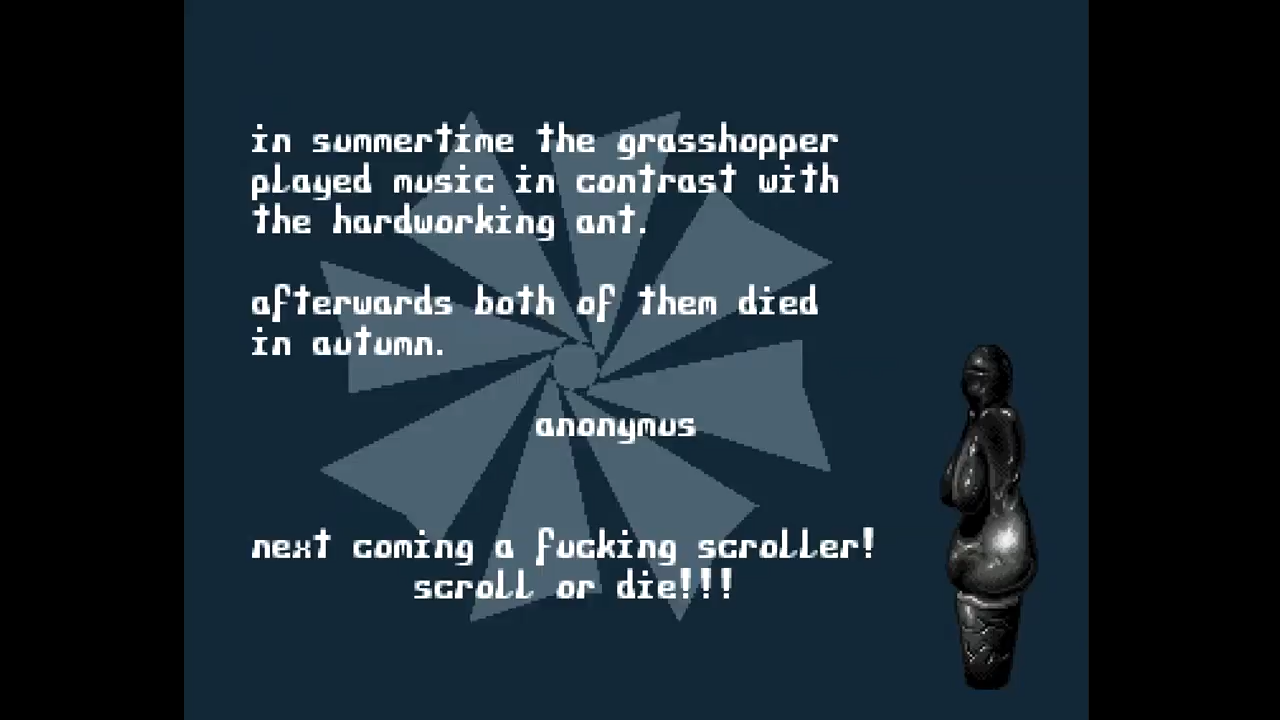 in summertime the grasshopper
played music in contrast with
the hardworking ant.
afterwards both of them died
in autumn.
anonymus
next coming a fucking scroller!
scroll or die!!!